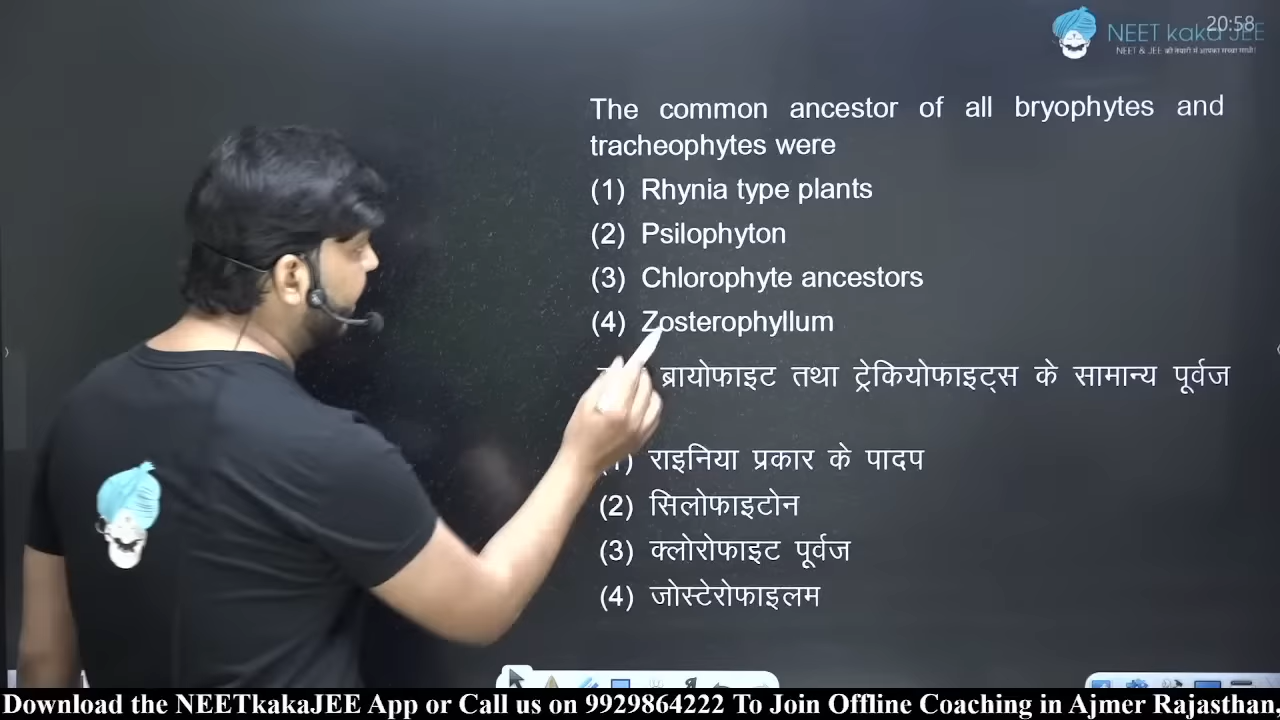 20:58
NEET kaka JEE
NEET & JEE की तैयारी में आपका सच्चा साथी!
The common ancestor of all bryophytes and
tracheophytes were
(1) Rhynia type plants
(2) Psilophyton
(3) Chlorophyte ancestors
(4) Zosterophyllum
ब्रायोफाइट तथा ट्रेकियोफाइट्स के सामान्य पूर्वज
(1) राइनिया प्रकार के पादप
(2) सिलोफाइटोन
(3) क्लोरोफाइट पूर्वज
(4) जोस्टेरोफाइलम
Download the NEETkakaJEE App or Call us on 9929864222 To Join Offline Coaching in Ajmer Rajasthan.